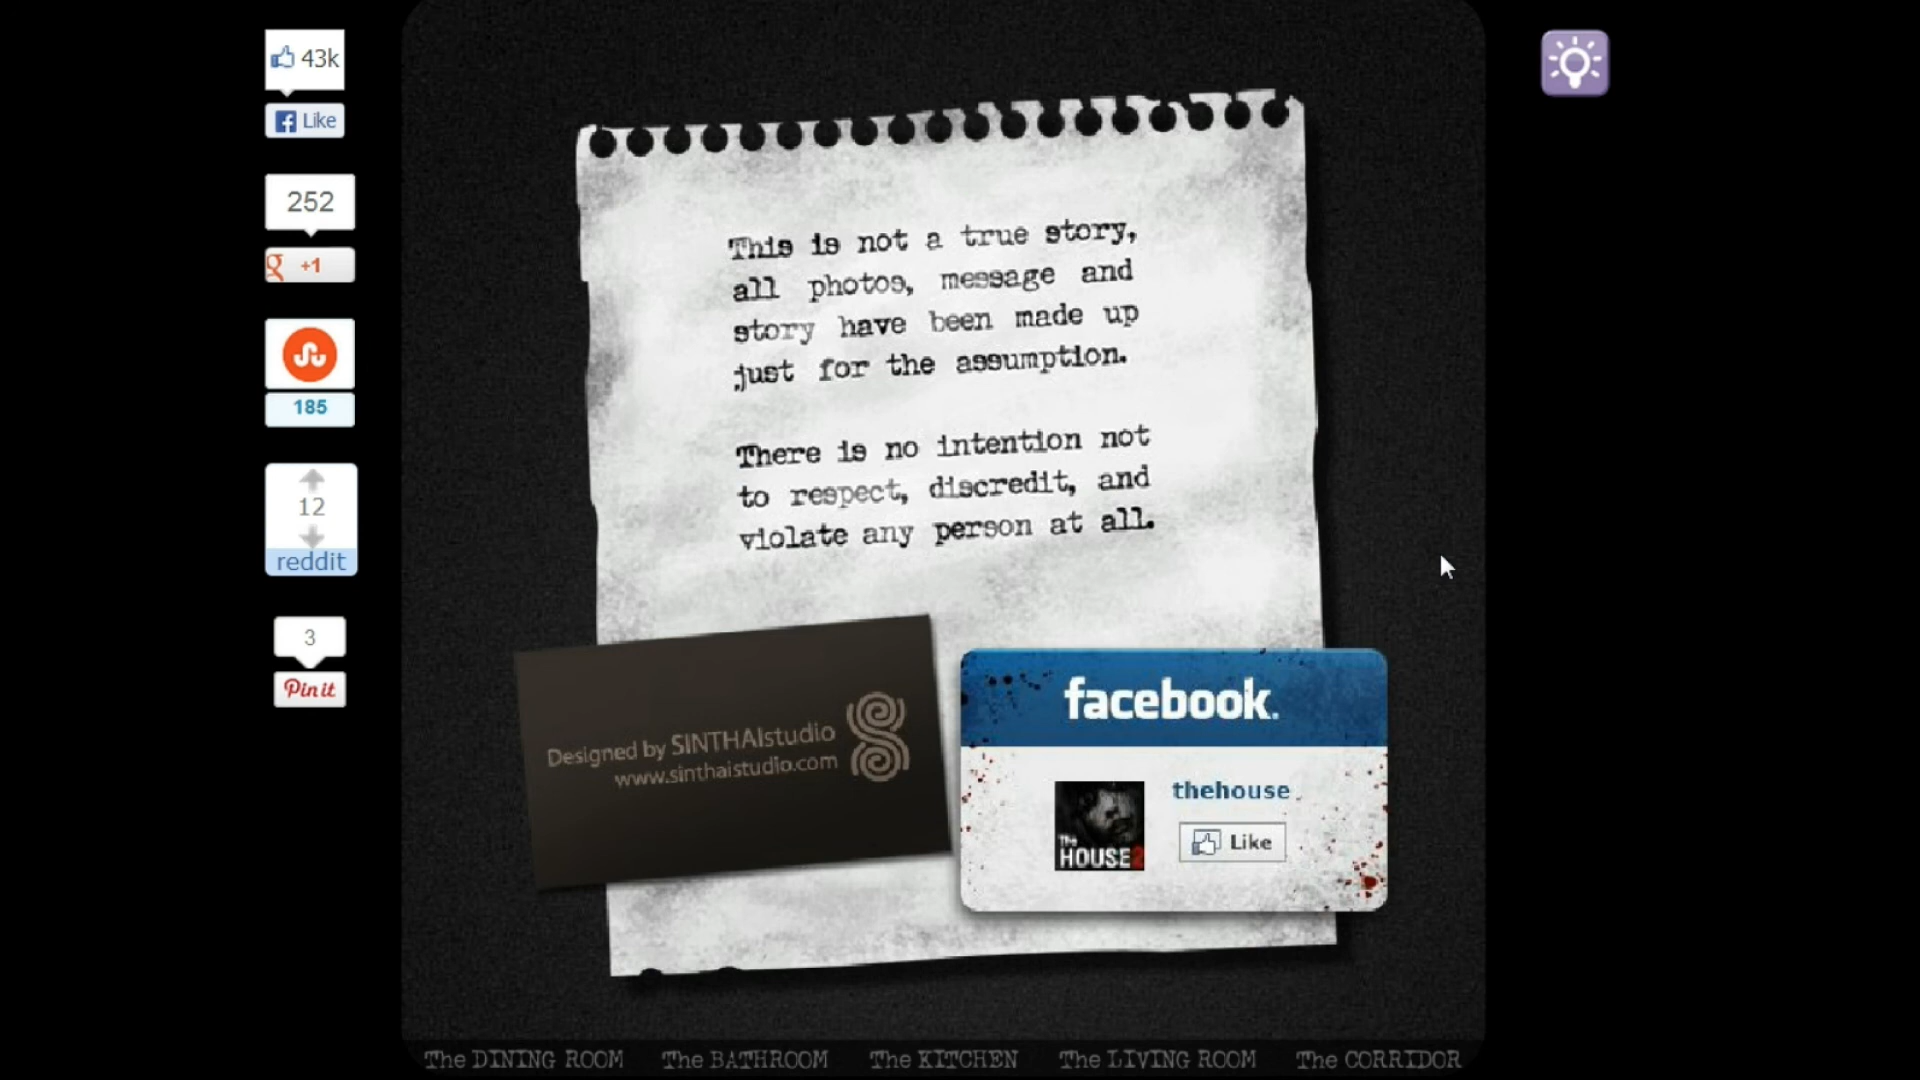 43k
Like
252
g +1
185
12
reddit
3
Pin it
This is not a true story,
all photos, message and
story have been made up
just for the assumption.
There is no intention not
to respect, discredit, and
violate any person at all.
Designed by SINTHAIstudio
www.sinthaistudio.com
facebook.
thehouse
Like
The
HOUSE2
The DINING ROOM
The BATHROOM
The KITCHEN
The LIVING ROOM
The CORRIDOR